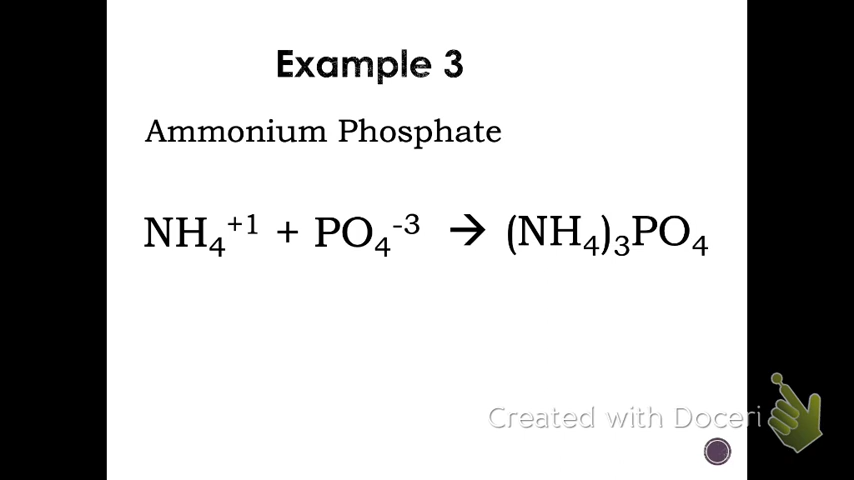 Example 3
Ammonium Phosphate
NH₄⁺¹ + PO₄⁻³ → (NH₄)₃PO₄
Created with Doceri